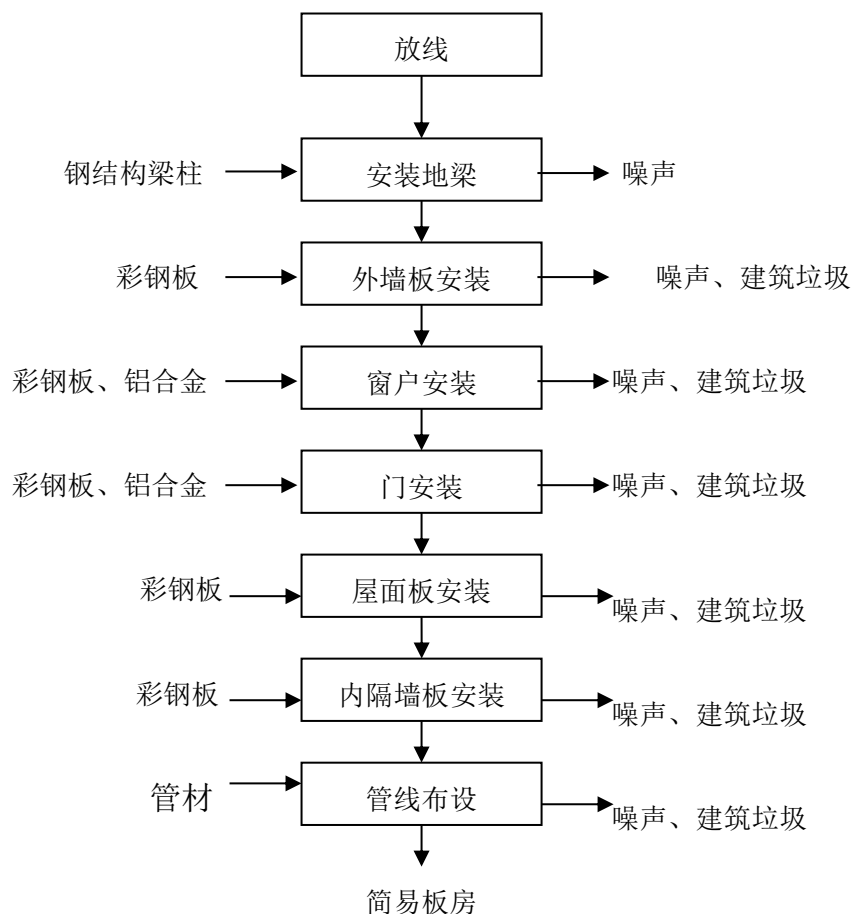 放线
钢结构梁柱 安装地梁 噪声
彩钢板 外墙板安装 噪声、建筑垃圾
彩钢板、铝合金 窗户安装 噪声、建筑垃圾
彩钢板、铝合金 门安装 噪声、建筑垃圾
彩钢板 屋面板安装 噪声、建筑垃圾
彩钢板 内隔墙板安装 噪声、建筑垃圾
管材 管线布设 噪声、建筑垃圾
简易板房